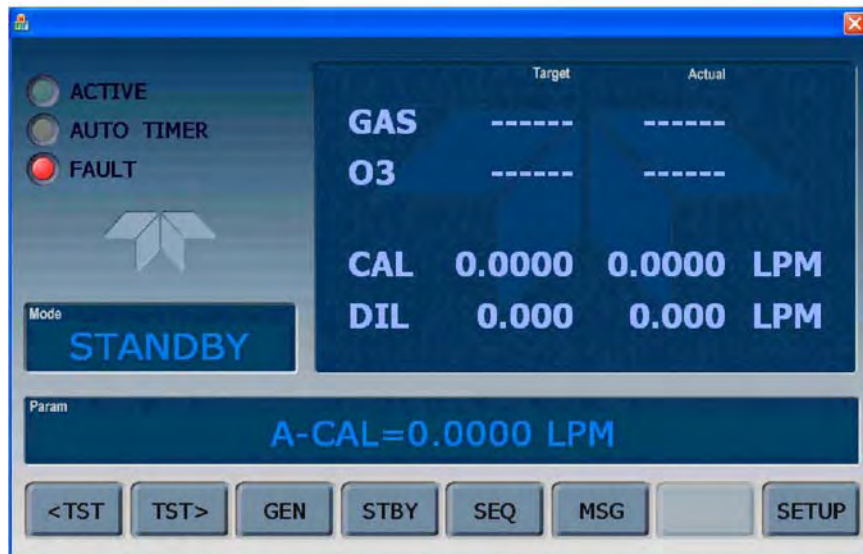 ACTIVE
AUTO TIMER
FAULT
Target Actual
GAS ------ ------
O3 ------ ------
CAL 0.0000 0.0000 LPM
DIL 0.000 0.000 LPM
Mode
STANDBY
Param
A-CAL=0.0000 LPM
<TST TST> GEN STBY SEQ MSG SETUP